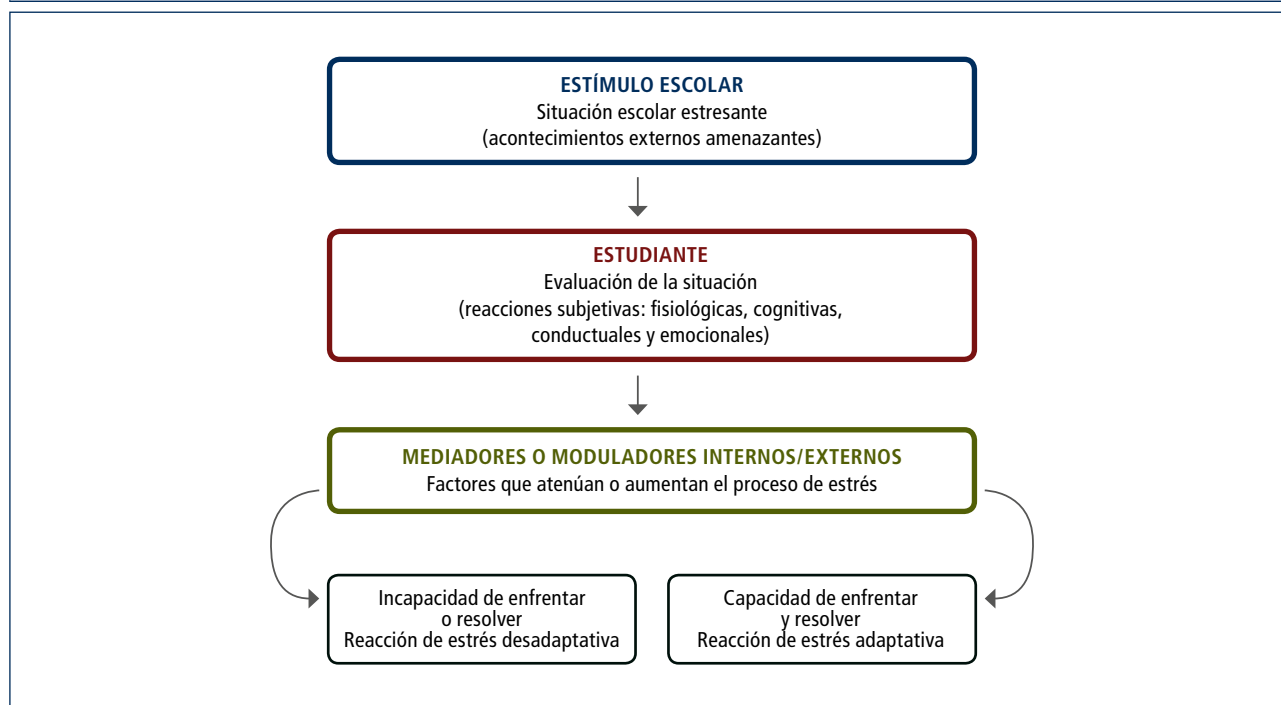 ESTÍMULO ESCOLAR
Situación escolar estresante
(acontecimientos externos amenazantes)
ESTUDIANTE
Evaluación de la situación
(reacciones subjetivas: fisiológicas, cognitivas,
conductuales y emocionales)
MEDIADORES O MODULADORES INTERNOS/EXTERNOS
Factores que atenúan o aumentan el proceso de estrés
Incapacidad de enfrentar
o resolver
Reacción de estrés desadaptativa
Capacidad de enfrentar
y resolver
Reacción de estrés adaptativa